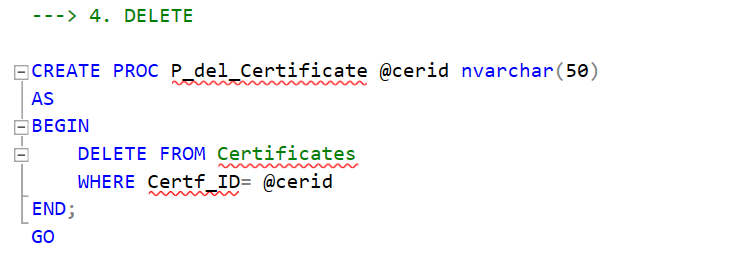 ---> 4. DELETE
CREATE PROC P_del_Certificate @cerid nvarchar(50)
AS
BEGIN
DELETE FROM Certificates
WHERE Certf_ID= @cerid
END;
GO